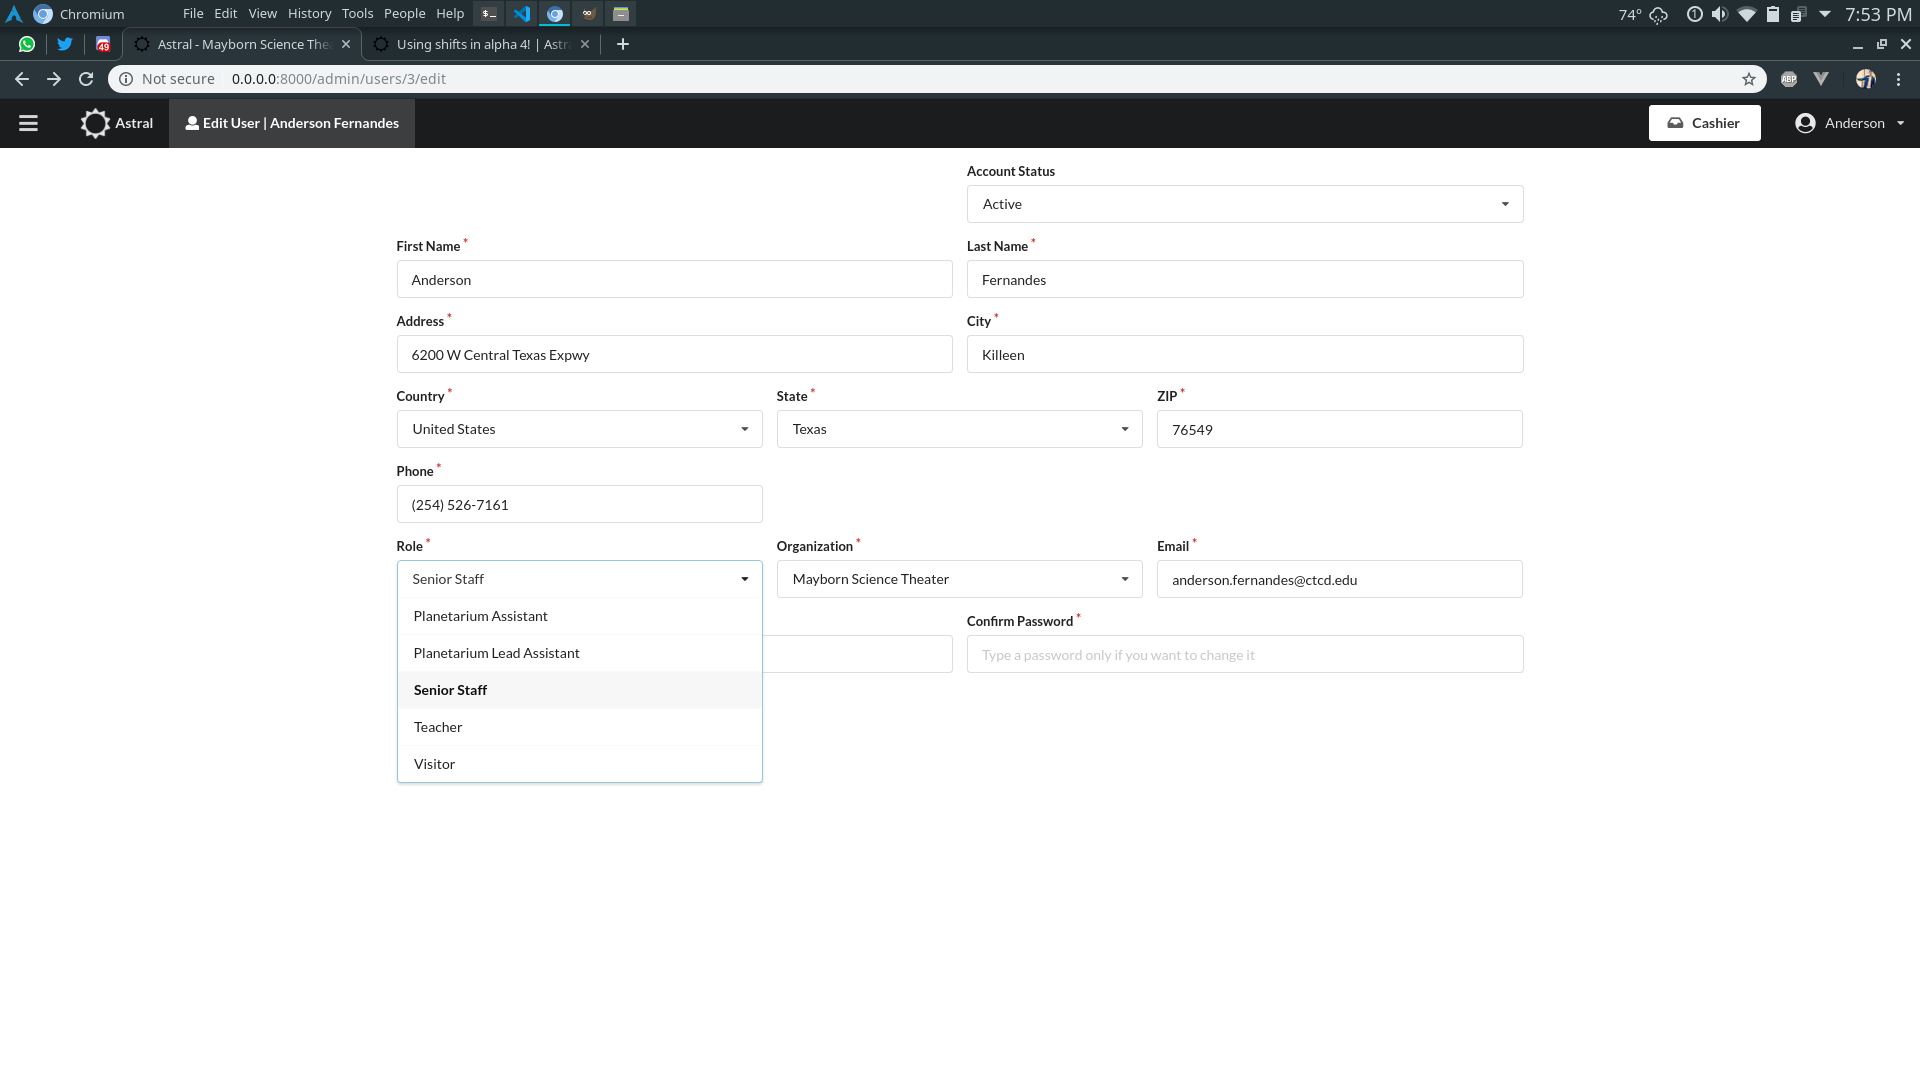 Chromium File Edit View History Tools People Help 74° 7:53 PM
49 Astral - Mayborn Science The Using shifts in alpha 4! | Astr
Not secure 0.0.0.0:8000/admin/users/3/edit ABP
Astral Edit User | Anderson Fernandes Cashier Anderson
Account Status
Active
First Name * Last Name *
Anderson Fernandes
Address * City *
6200 W Central Texas Expwy Killeen
Country * State * ZIP *
United States Texas 76549
Phone *
(254) 526-7161
Role * Organization * Email *
Senior Staff Mayborn Science Theater anderson.fernandes@ctcd.edu
Planetarium Assistant Confirm Password *
Planetarium Lead Assistant Type a password only if you want to change it
Senior Staff
Teacher
Visitor